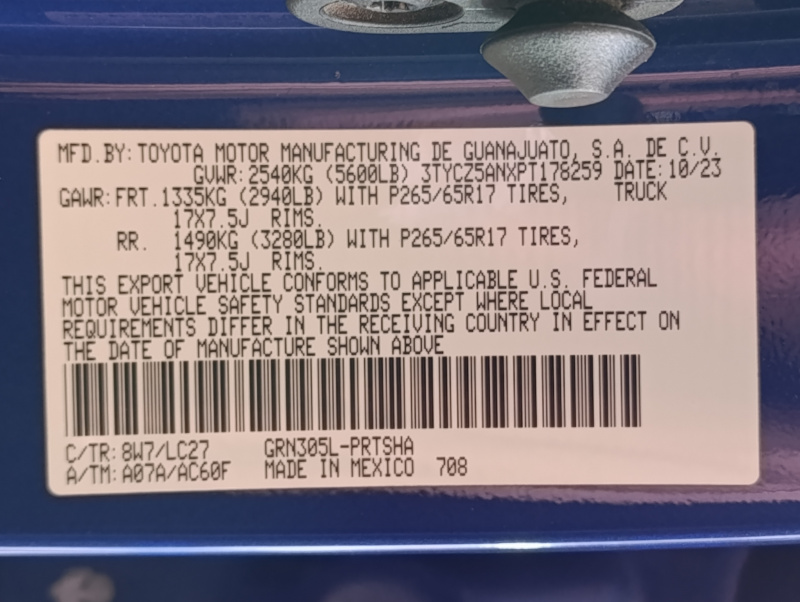 MFD.BY: TOYOTA MOTOR MANUFACTURING DE GUANAJUATO, S.A. DE C.V.
GVWR: 2540KG (5600LB) 3TYCZ5ANXPT178259 DATE: 10/23
GAWR: FRT. 1335KG (2940LB) WITH P265/65R17 TIRES, TRUCK
17X7.5J RIMS.
RR. 1490KG (3280LB) WITH P265/65R17 TIRES,
17X7.5J RIMS.
THIS EXPORT VEHICLE CONFORMS TO APPLICABLE U.S. FEDERAL
MOTOR VEHICLE SAFETY STANDARDS EXCEPT WHERE LOCAL
REQUIREMENTS DIFFER IN THE RECEIVING COUNTRY IN EFFECT ON
THE DATE OF MANUFACTURE SHOWN ABOVE
C/TR: 8W7/LC27 GRN305L-PRTSHA
A/TM: A07A/AC60F MADE IN MEXICO 708